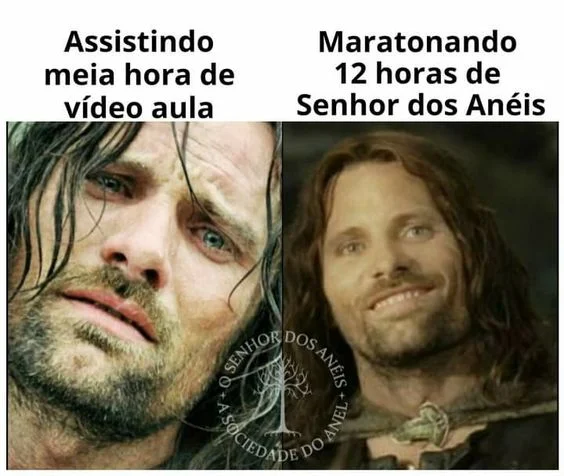 Assistindo
meia hora de
vídeo aula
Maratonando
12 horas de
Senhor dos Anéis
O SENHOR DOS ANÉIS
A SOCIEDADE DO ANEL